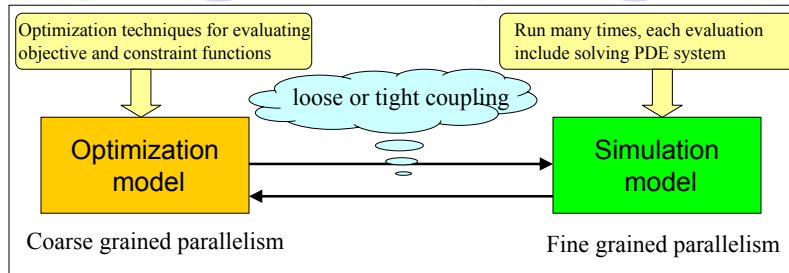 Optimization techniques for evaluating
objective and constraint functions
Run many times, each evaluation
include solving PDE system
loose or tight coupling
Optimization
model
Simulation
model
Coarse grained parallelism
Fine grained parallelism